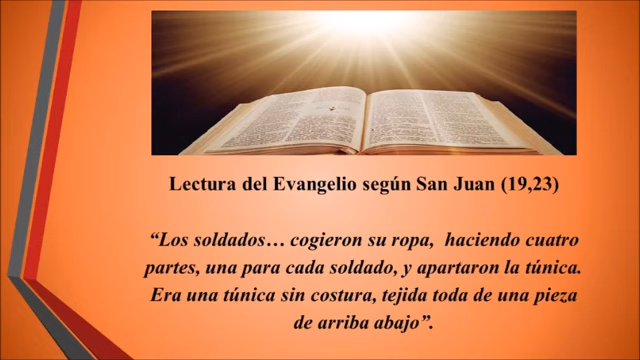 Lectura del Evangelio según San Juan (19,23)
“Los soldados… cogieron su ropa, haciendo cuatro
partes, una para cada soldado, y apartaron la túnica.
Era una túnica sin costura, tejida toda de una pieza
de arriba abajo”.